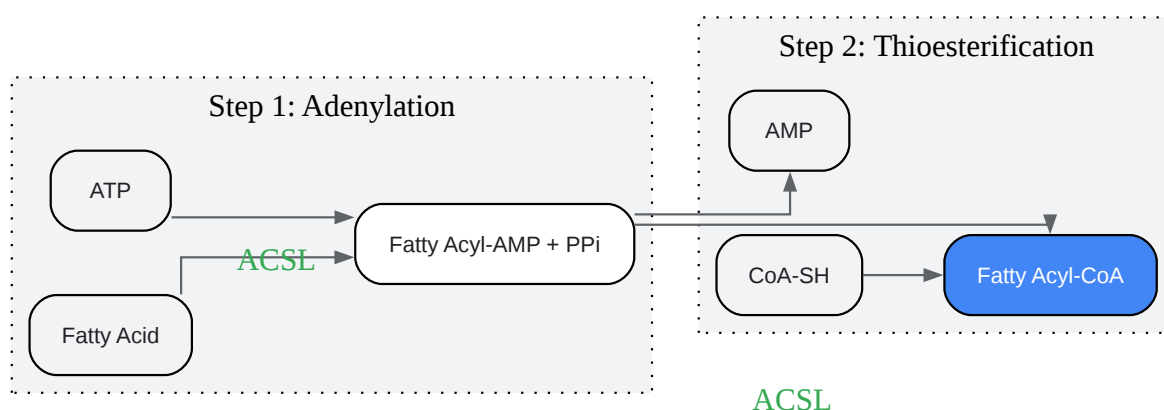 Step 1: Adenylation
ATP
ACSL
Fatty Acid
Fatty Acyl-AMP + PPi
Step 2: Thioesterification
AMP
CoA-SH
Fatty Acyl-CoA
ACSL